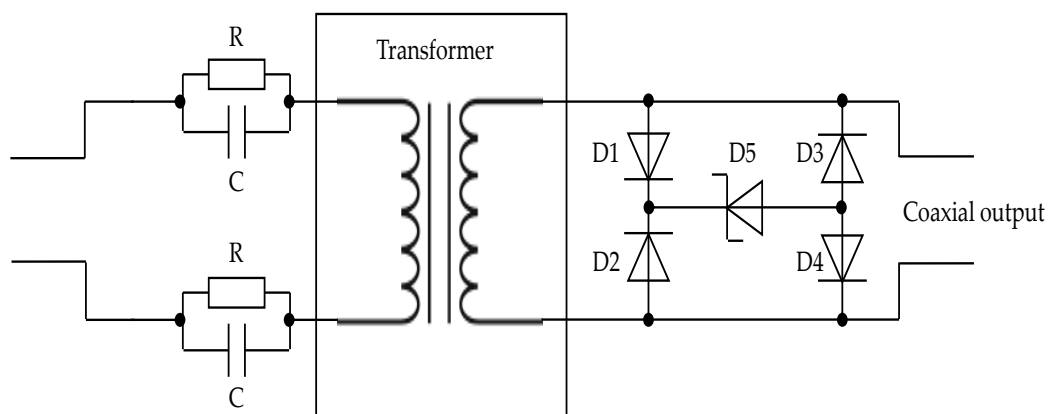 R
Transformer
C
D1
D5
D3
Coaxial output
R
D2
D4
C